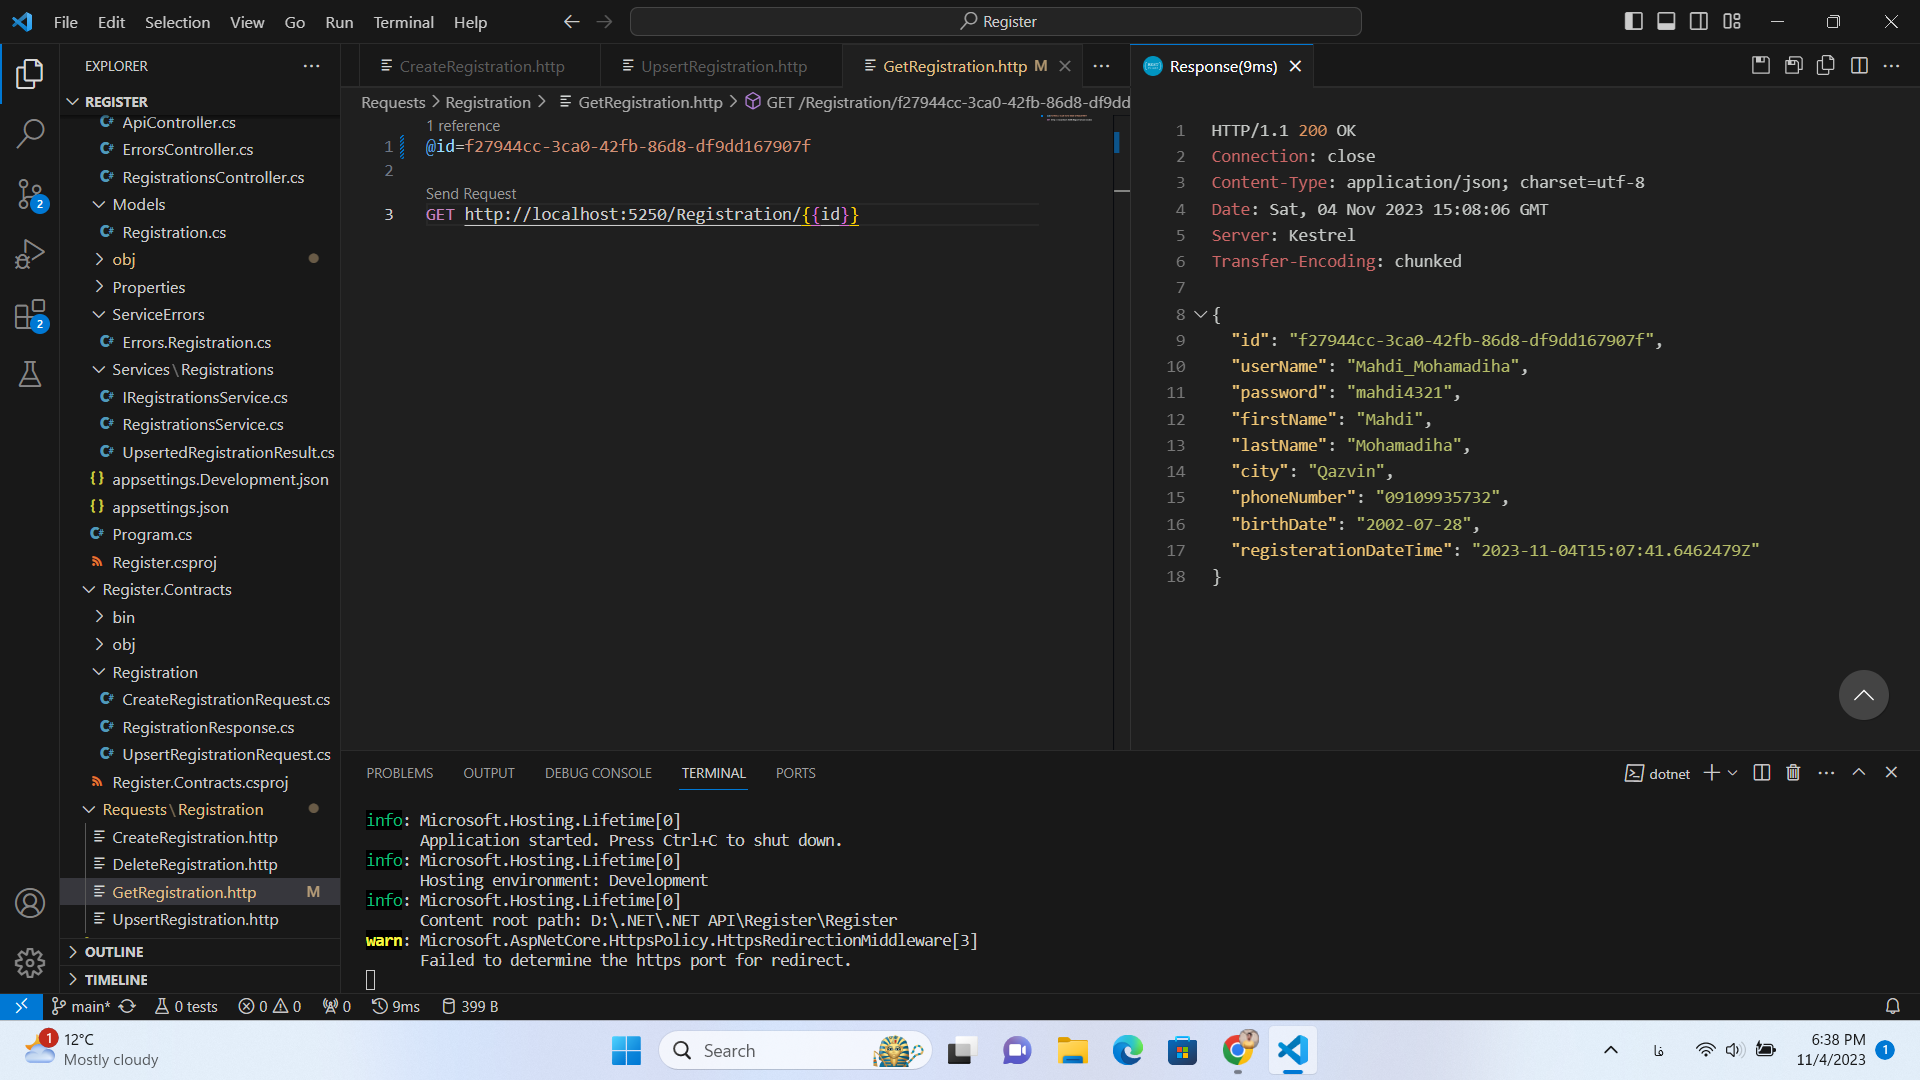 File Edit Selection View Go Run Terminal Help
Register
EXPLORER
REGISTER
ApiController.cs
ErrorsController.cs
RegistrationsController.cs
Models
Registration.cs
obj
Properties
ServiceErrors
Errors.Registration.cs
Services\Registrations
IRegistrationsService.cs
RegistrationsService.cs
UpsertedRegistrationResult.cs
appsettings.Development.json
appsettings.json
Program.cs
Register.csproj
Register.Contracts
bin
obj
Registration
CreateRegistrationRequest.cs
RegistrationResponse.cs
UpsertRegistrationRequest.cs
Register.Contracts.csproj
Requests\Registration
CreateRegistration.http
DeleteRegistration.http
GetRegistration.http M
UpsertRegistration.http
OUTLINE
TIMELINE
2
2
CreateRegistration.http UpsertRegistration.http GetRegistration.http M
Requests > Registration > GetRegistration.http > GET /Registration/f27944cc-3ca0-42fb-86d8-df9dd
1 reference
1 @id=f27944cc-3ca0-42fb-86d8-df9dd167907f
2
Send Request
3 GET http://localhost:5250/Registration/{{id}}
Response(9ms)
1 HTTP/1.1 200 OK
2 Connection: close
3 Content-Type: application/json; charset=utf-8
4 Date: Sat, 04 Nov 2023 15:08:06 GMT
5 Server: Kestrel
6 Transfer-Encoding: chunked
7
8 {
9 "id": "f27944cc-3ca0-42fb-86d8-df9dd167907f",
10 "userName": "Mahdi_Mohamadiha",
11 "password": "mahdi4321",
12 "firstName": "Mahdi",
13 "lastName": "Mohamadiha",
14 "city": "Qazvin",
15 "phoneNumber": "09109935732",
16 "birthDate": "2002-07-28",
17 "registerationDateTime": "2023-11-04T15:07:41.6462479Z"
18 }
PROBLEMS OUTPUT DEBUG CONSOLE TERMINAL PORTS
dotnet
info: Microsoft.Hosting.Lifetime[0]
Application started. Press Ctrl+C to shut down.
info: Microsoft.Hosting.Lifetime[0]
Hosting environment: Development
info: Microsoft.Hosting.Lifetime[0]
Content root path: D:\.NET\.NET API\Register\Register
warn: Microsoft.AspNetCore.HttpsPolicy.HttpsRedirectionMiddleware[3]
Failed to determine the https port for redirect.
main* 0 tests 0 0 0 9ms 399 B
1 12°C
Mostly cloudy
Search
فا
6:38 PM
11/4/2023
1